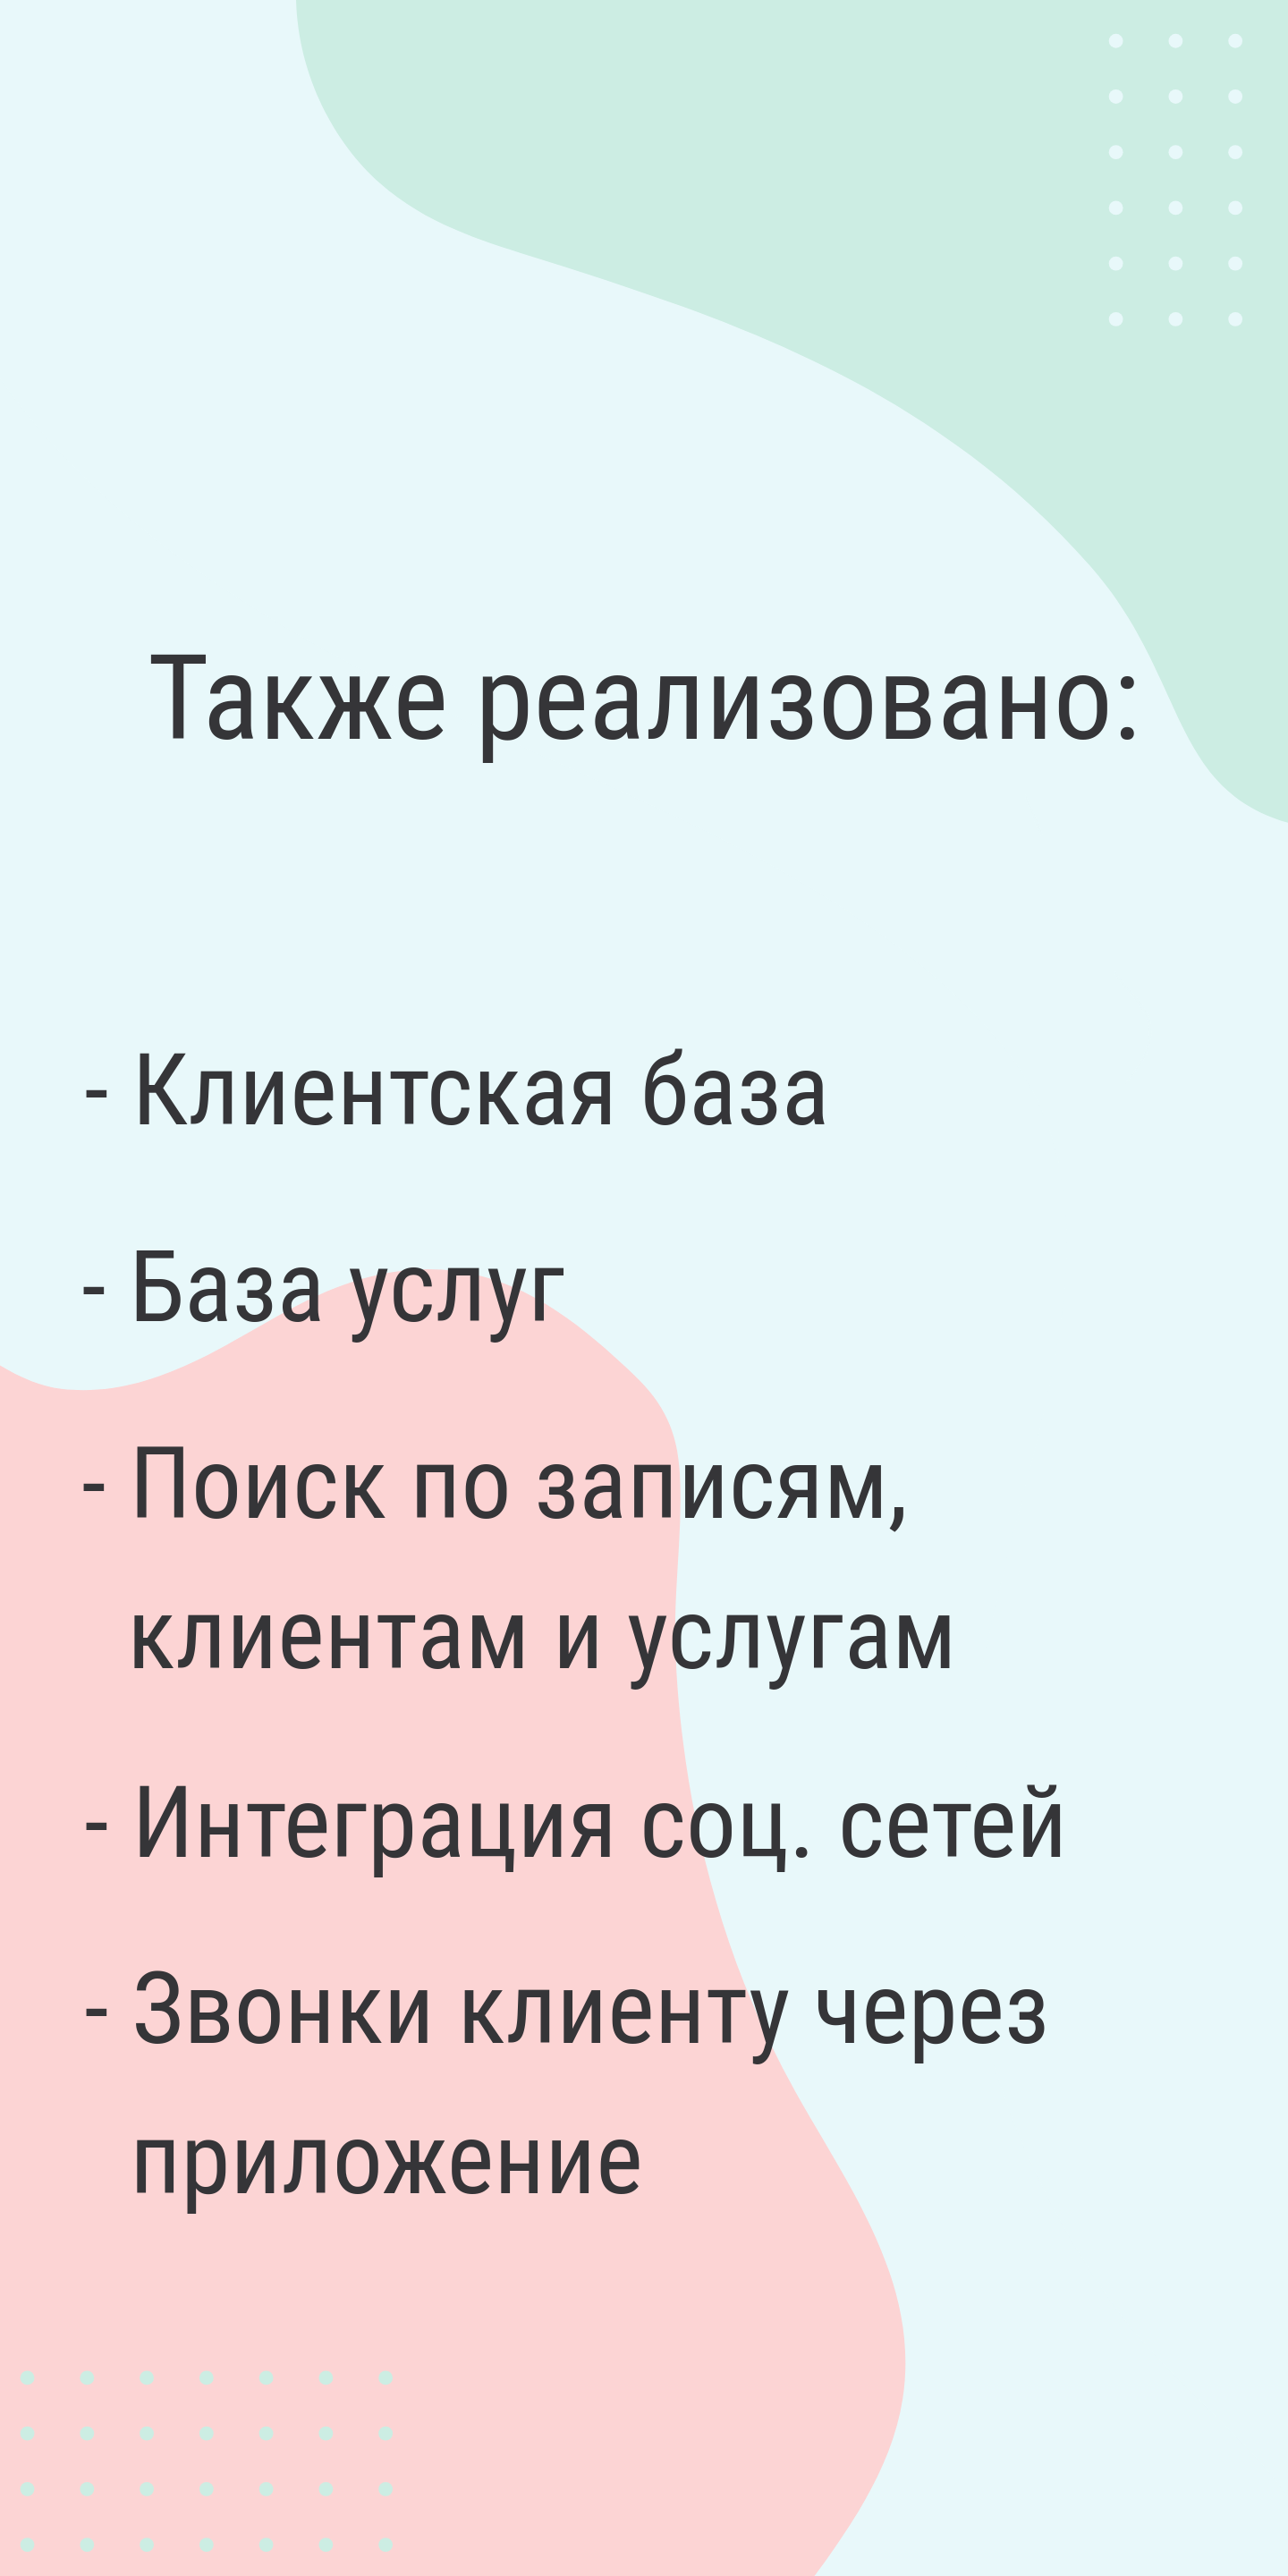 Также реализовано:
- Клиентская база
- База услуг
- Поиск по записям,
клиентам и услугам
- Интеграция соц. сетей
- Звонки клиенту через
приложение